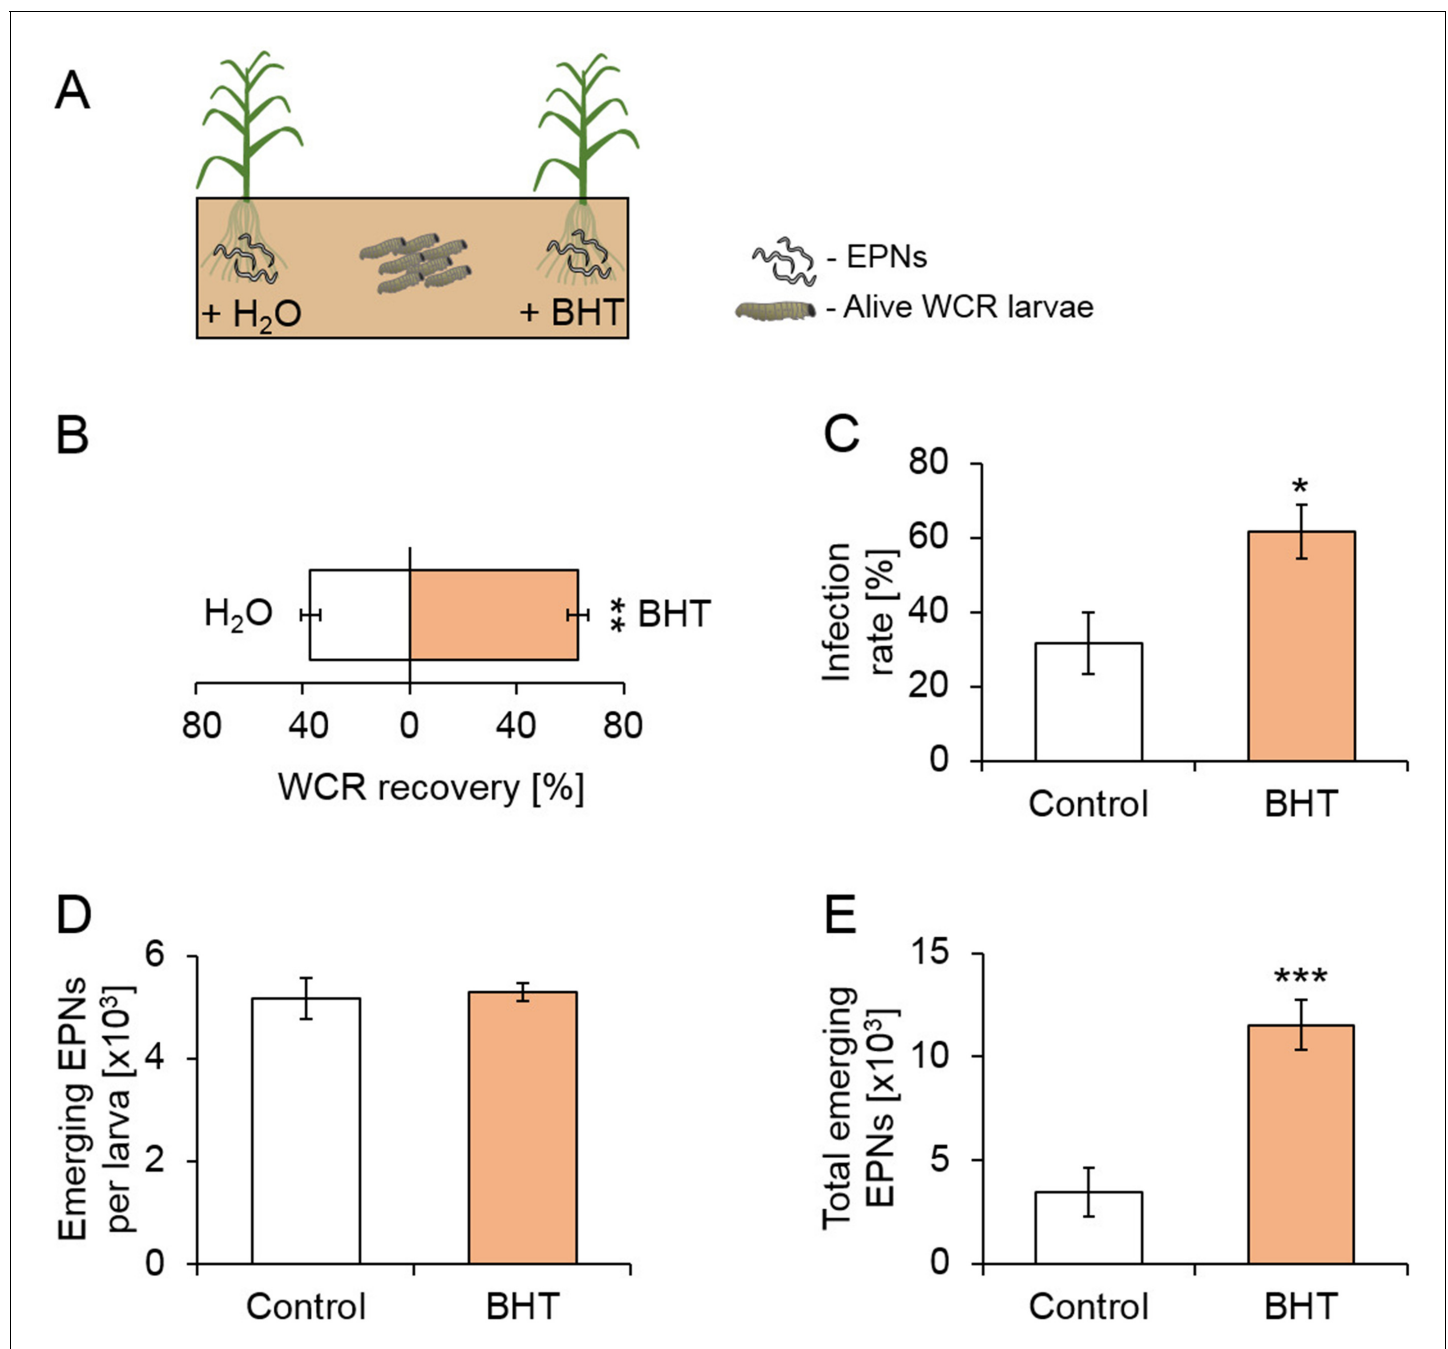 A
+ H₂O
+ BHT
- EPNs
- Alive WCR larvae
B
H₂O
** BHT
80 40 0 40 80
WCR recovery [%]
C
Infection
rate [%]
80
60
40
20
0
*
Control BHT
D
Emerging EPNs
per larva [x10³]
6
4
2
0
Control BHT
E
Total emerging
EPNs [x10³]
15
10
5
0
***
Control BHT